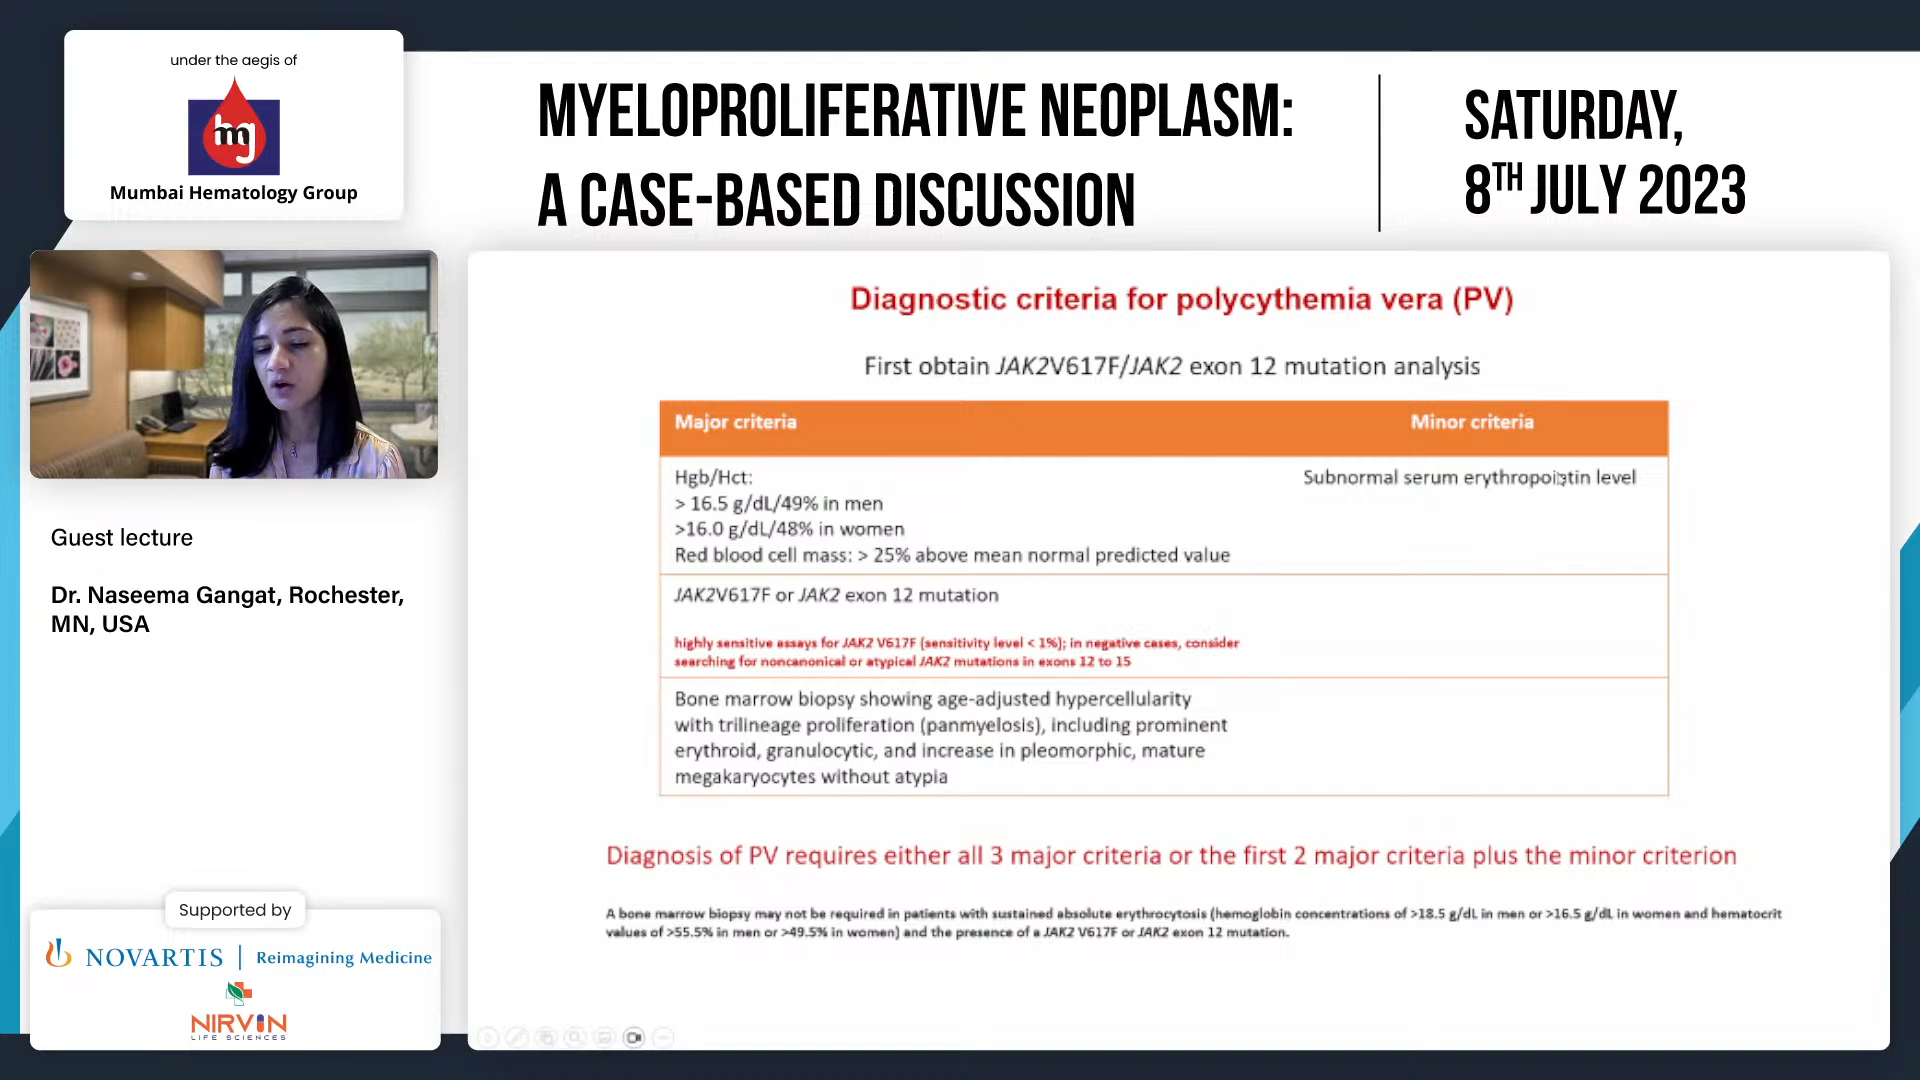 under the aegis of
mg
Mumbai Hematology Group
MYELOPROLIFERATIVE NEOPLASM:
A CASE-BASED DISCUSSION
SATURDAY,
8TH JULY 2023
Guest lecture
Dr. Naseema Gangat, Rochester,
MN, USA
Supported by
NOVARTIS | Reimagining Medicine
NIRVIN
LIFE SCIENCES
Diagnostic criteria for polycythemia vera (PV)
First obtain JAK2V617F/JAK2 exon 12 mutation analysis
Major criteria
Minor criteria
Hgb/Hct:
> 16.5 g/dL/49% in men
>16.0 g/dL/48% in women
Red blood cell mass: > 25% above mean normal predicted value
Subnormal serum erythropoietin level
JAK2V617F or JAK2 exon 12 mutation
highly sensitive assays for JAK2 V617F (sensitivity level < 1%); in negative cases, consider
searching for noncanonical or atypical JAK2 mutations in exons 12 to 15
Bone marrow biopsy showing age-adjusted hypercellularity
with trilineage proliferation (panmyelosis), including prominent
erythroid, granulocytic, and increase in pleomorphic, mature
megakaryocytes without atypia
Diagnosis of PV requires either all 3 major criteria or the first 2 major criteria plus the minor criterion
A bone marrow biopsy may not be required in patients with sustained absolute erythrocytosis (hemoglobin concentrations of >18.5 g/dL in men or >16.5 g/dL in women and hematocrit
values of >55.5% in men or >49.5% in women) and the presence of a JAK2 V617F or JAK2 exon 12 mutation.